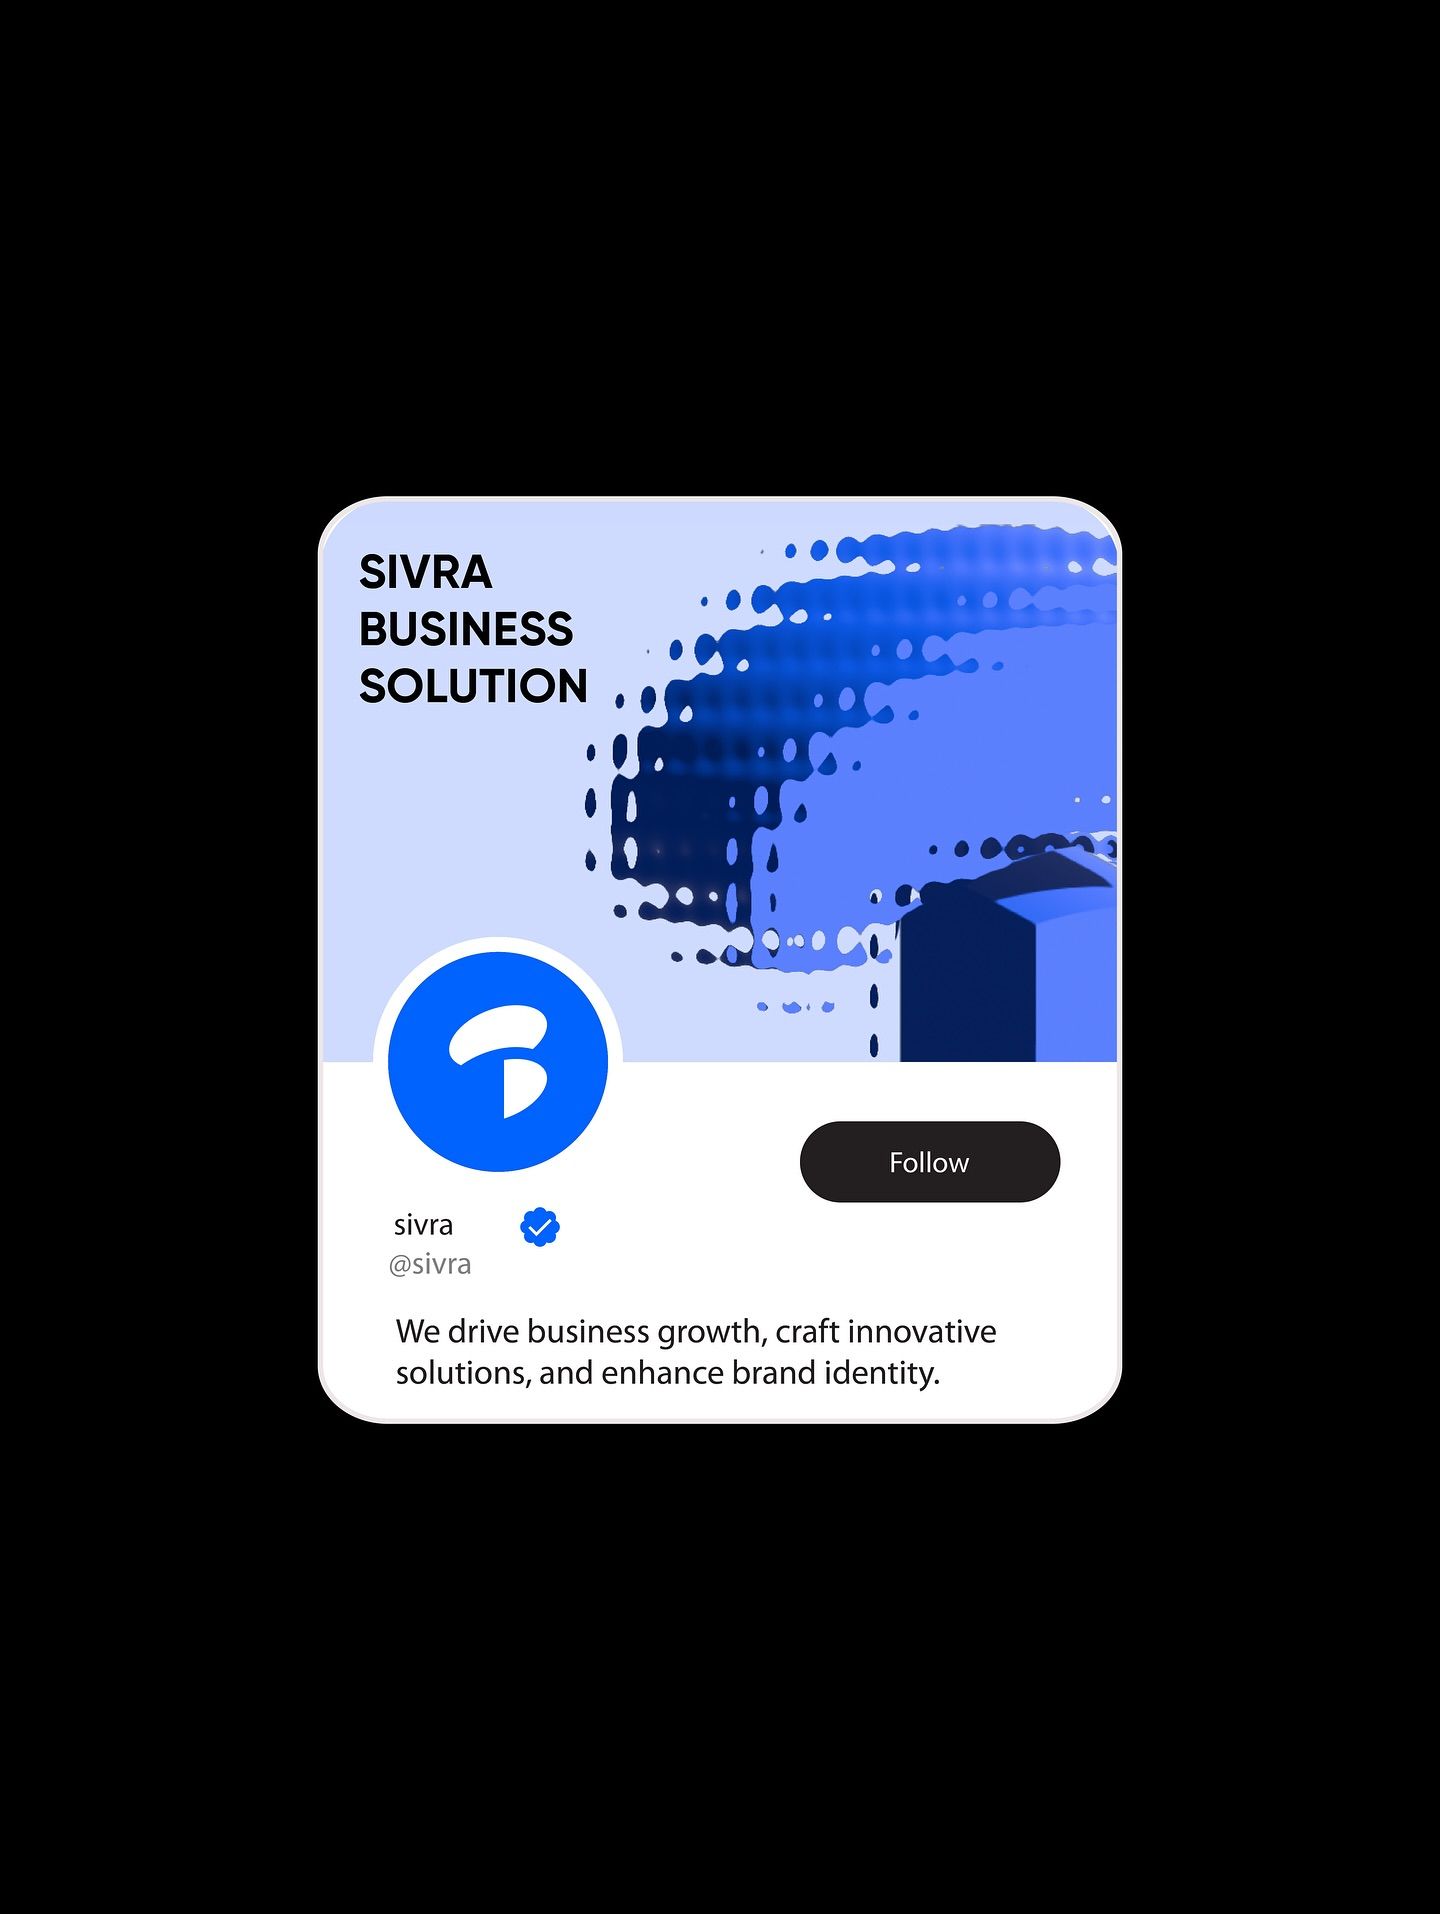 SIVRA
BUSINESS
SOLUTION
Follow
sivra
@sivra
We drive business growth, craft innovative
solutions, and enhance brand identity.